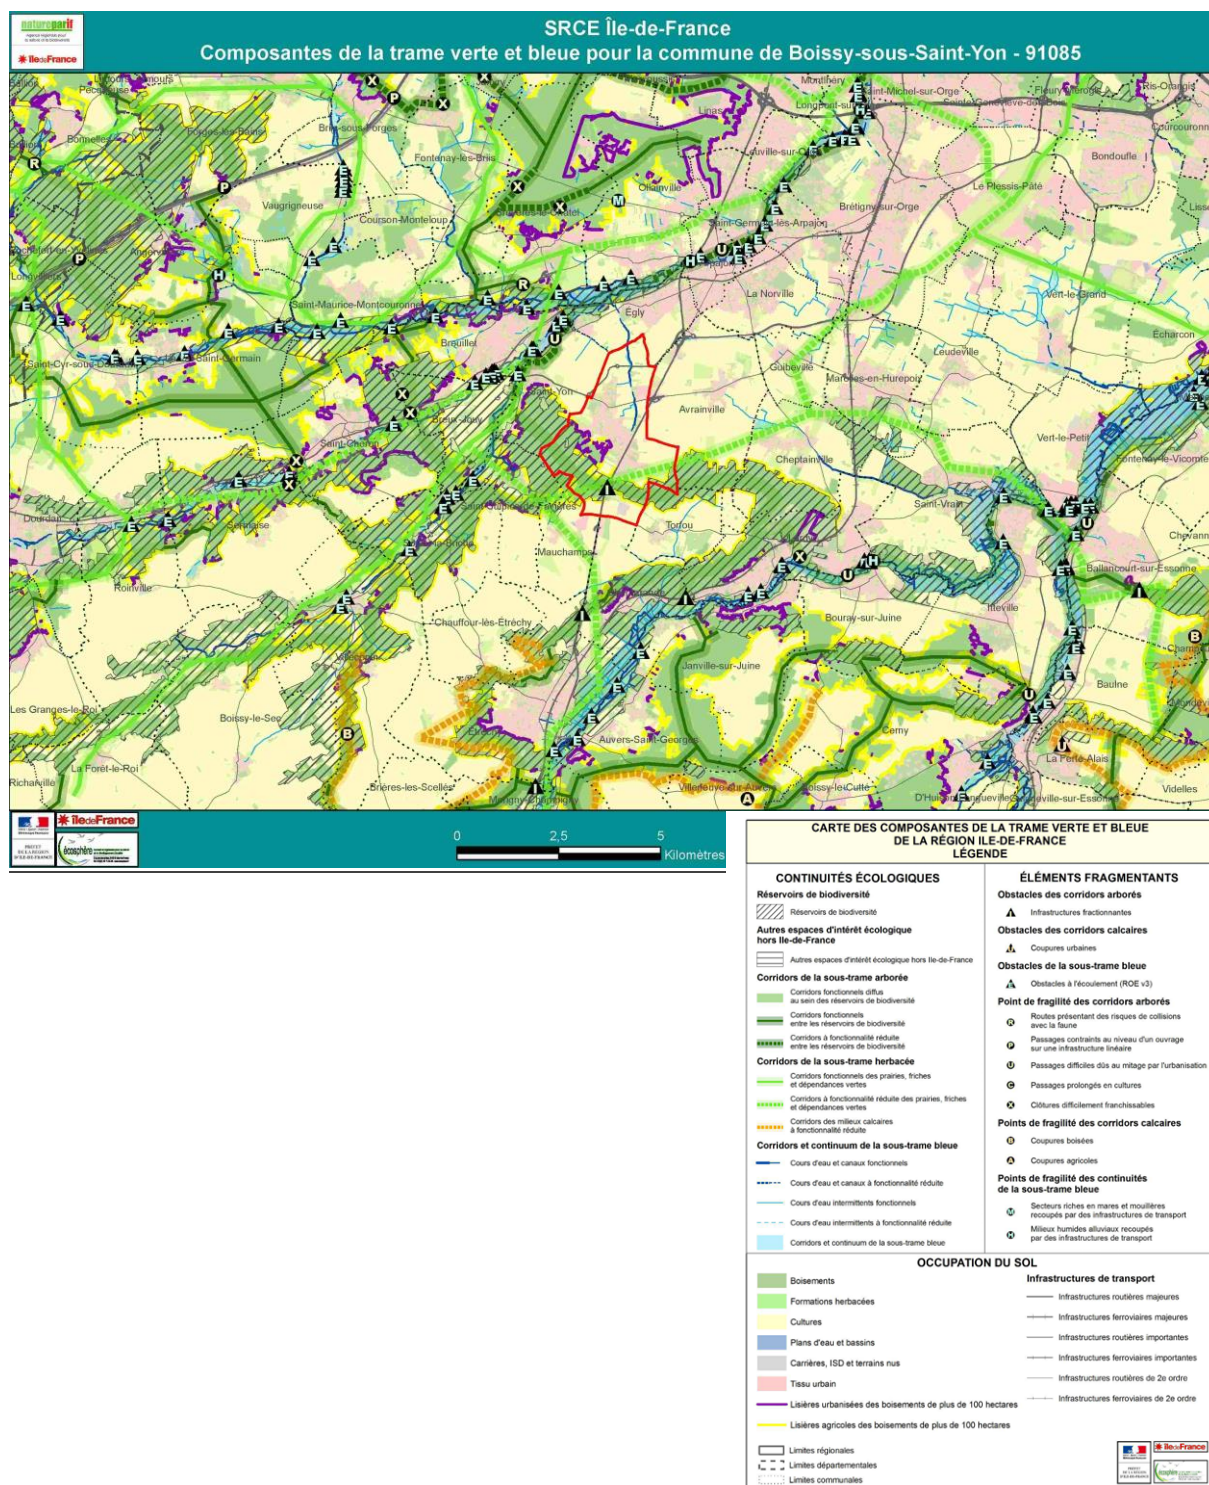 natureparif
île de France
SRCE Île-de-France
Composantes de la trame verte et bleue pour la commune de Boissy-sous-Saint-Yon - 91085
Pecqueuse
Bonnelles
Forges-les-Bains
Briis-sous-Forges
Fontenay-lès-Briis
Linas
Montlhéry
Saint-Michel-sur-Orge
Fleury-Mérogis
Ris-Orangis
Courcouronn
Bondoufle
Leuville-sur-O
Ollainville
Le Plessis-Pâté
Lisse
Vaugrigneuse
Courson-Monteloup
Bruyères-le-Châtel
Brétigny-sur-Orge
Saint-Germain-lès-Arpajon
Rochefort-en-Yvelines
Angervi
Longvilliers
Saint-Maurice-Montcouronne
La Norville
Vert-le-Grand
Égly
Écharcon
Breuillet
Saint-Germain
Saint-Cyr-sous-Dourdan
Guibeville
Leudeville
Marolles-en-Hurepoix
Saint-Yon
Avrainville
Breux-Jouy
Saint-Chéron
Cheptainville
Vert-le-Petit
Fontenay-le-Vicomte
Saint-Vrain
Dourdan
Sermaise
Saint-Sulpice-de-Favières
Torfou
Mauchamps
Chevann
Ballancourt-sur-Essonne
Roinville
Itteville
Chauffour-lès-Étréchy
Bouray-sur-Juine
Janville-sur-Juine
Baulne
Villeconin
Les Granges-le-Roi
Boissy-le-Sec
Étréchy
Auvers-Saint-Georges
Cerny
Mondevi
La Forêt-le-Roi
La Ferté-Alais
Richarville
Brières-les-Scellés
Morigny-Champigny
Villeneuve-sur-Auvers
Boissy-le-Cutté
Videlles
île de France
écosphère
0 2,5 5
Kilomètres
CARTE DES COMPOSANTES DE LA TRAME VERTE ET BLEUE
DE LA RÉGION ILE-DE-FRANCE
LÉGENDE
CONTINUITÉS ÉCOLOGIQUES
Réservoirs de biodiversité
Réservoirs de biodiversité
Autres espaces d'intérêt écologique
hors Ile-de-France
Autres espaces d'intérêt écologique hors Ile-de-France
Corridors de la sous-trame arborée
Corridors fonctionnels diffus
au sein des réservoirs de biodiversité
Corridors fonctionnels
entre les réservoirs de biodiversité
Corridors à fonctionnalité réduite
entre les réservoirs de biodiversité
Corridors de la sous-trame herbacée
Corridors fonctionnels des prairies, friches
et dépendances vertes
Corridors à fonctionnalité réduite des prairies, friches
et dépendances vertes
Corridors des milieux calcaires
à fonctionnalité réduite
Corridors et continuum de la sous-trame bleue
Cours d'eau et canaux fonctionnels
Cours d'eau et canaux à fonctionnalité réduite
Cours d'eau intermittents fonctionnels
Cours d'eau intermittents à fonctionnalité réduite
Corridors et continuum de la sous-trame bleue
ÉLÉMENTS FRAGMENTANTS
Obstacles des corridors arborés
Infrastructures fractionnantes
Obstacles des corridors calcaires
Coupures urbaines
Obstacles de la sous-trame bleue
Obstacles à l'écoulement (ROE v3)
Point de fragilité des corridors arborés
R Routes présentant des risques de collisions
avec la faune
P Passages contraints au niveau d'un ouvrage
sur une infrastructure linéaire
U Passages difficiles dûs au mitage par l'urbanisation
C Passages prolongés en cultures
X Clôtures difficilement franchissables
Points de fragilité des corridors calcaires
B Coupures boisées
A Coupures agricoles
Points de fragilité des continuités
de la sous-trame bleue
M Secteurs riches en mares et mouillères
recoupés par des infrastructures de transport
H Milieux humides alluviaux recoupés
par des infrastructures de transport
OCCUPATION DU SOL
Boisements
Formations herbacées
Cultures
Plans d'eau et bassins
Carrières, ISD et terrains nus
Tissu urbain
Lisières urbanisées des boisements de plus de 100 hectares
Lisières agricoles des boisements de plus de 100 hectares
Limites régionales
Limites départementales
Limites communales
Infrastructures de transport
Infrastructures routières majeures
Infrastructures ferroviaires majeures
Infrastructures routières importantes
Infrastructures ferroviaires importantes
Infrastructures routières de 2e ordre
Infrastructures ferroviaires de 2e ordre
île de France
écosphère